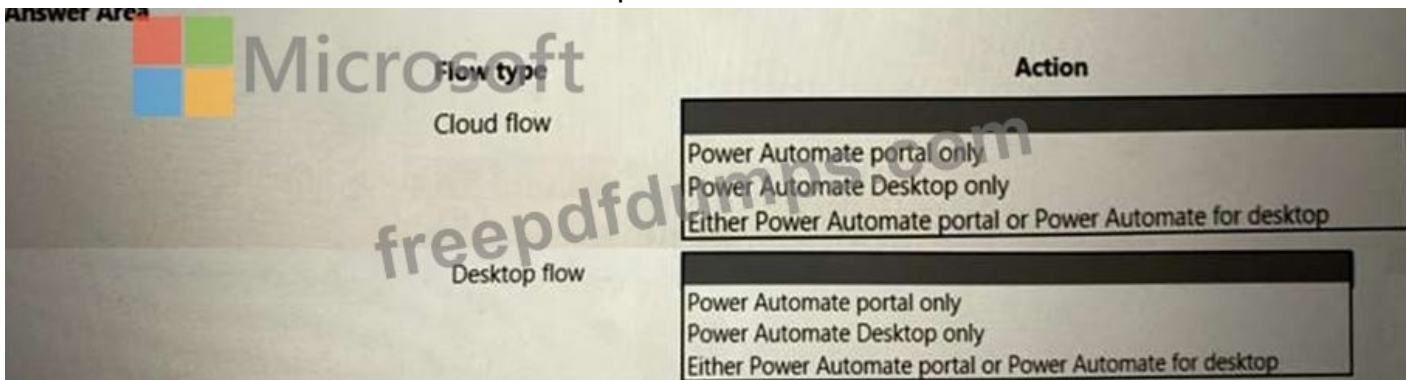 Answer Area
Microsoft
Flow type
Action
Cloud flow
Power Automate portal only
Power Automate Desktop only
Either Power Automate portal or Power Automate for desktop
freepdfdumps.com
Desktop flow
Power Automate portal only
Power Automate Desktop only
Either Power Automate portal or Power Automate for desktop